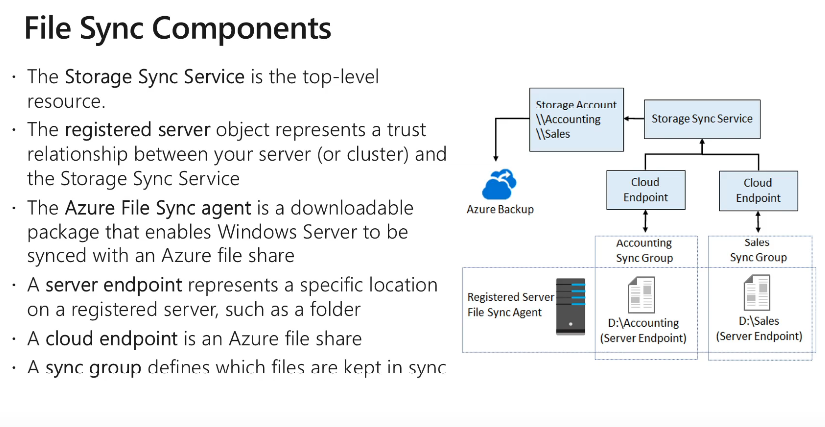 File Sync Components
· The Storage Sync Service is the top-level
resource.
· The registered server object represents a trust
relationship between your server (or cluster) and
the Storage Sync Service
· The Azure File Sync agent is a downloadable
package that enables Windows Server to be
synced with an Azure file share
· A server endpoint represents a specific location
on a registered server, such as a folder
· A cloud endpoint is an Azure file share
· A sync group defines which files are kept in sync
Storage Account
\\Accounting
\\Sales
Storage Sync Service
Azure Backup
Cloud
Endpoint
Cloud
Endpoint
Accounting
Sync Group
Sales
Sync Group
Registered Server
File Sync Agent
D:\Accounting
(Server Endpoint)
D:\Sales
(Server Endpoint)